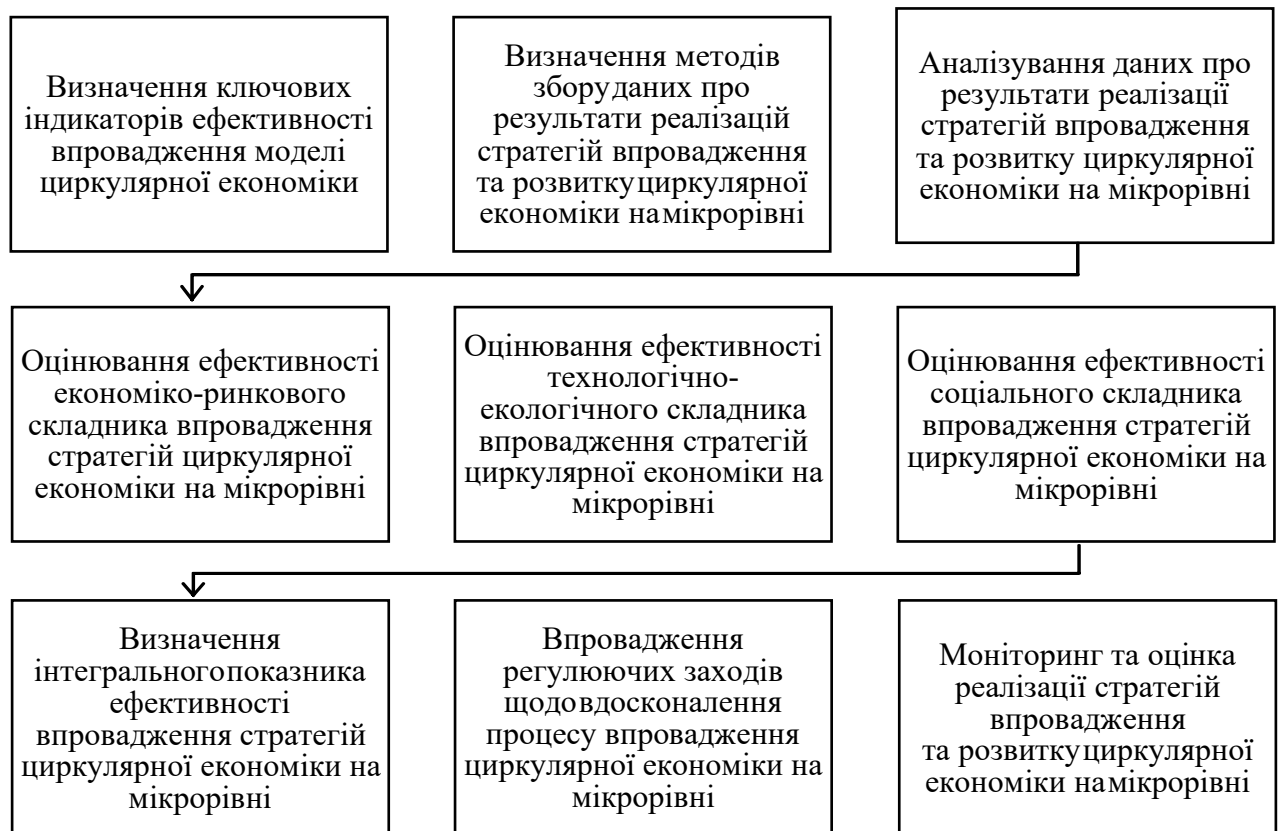 Визначення ключових
індикаторів ефективності
впровадження моделі
циркулярної економіки
Визначення методів
зборуданих про
результати реалізацій
стратегій впровадження
та розвиткуциркулярної
економіки намікрорівні
Аналізування даних про
результати реалізації
стратегій впровадження
та розвитку циркулярної
економіки на мікрорівні
Оцінювання ефективності
економіко-ринкового
складника впровадження
стратегій циркулярної
економіки на мікрорівні
Оцінювання ефективності
технологічно-
екологічного складника
впровадження стратегій
циркулярної економіки на
мікрорівні
Оцінювання ефективності
соціального складника
впровадження стратегій
циркулярної економіки на
мікрорівні
Визначення
інтегральногопоказника
ефективності
впровадження стратегій
циркулярної економіки на
мікрорівні
Впровадження
регулюючих заходів
щодовдосконалення
процесу впровадження
циркулярної економіки на
мікрорівні
Моніторинг та оцінка
реалізації стратегій
впровадження
та розвиткуциркулярної
економіки намікрорівні